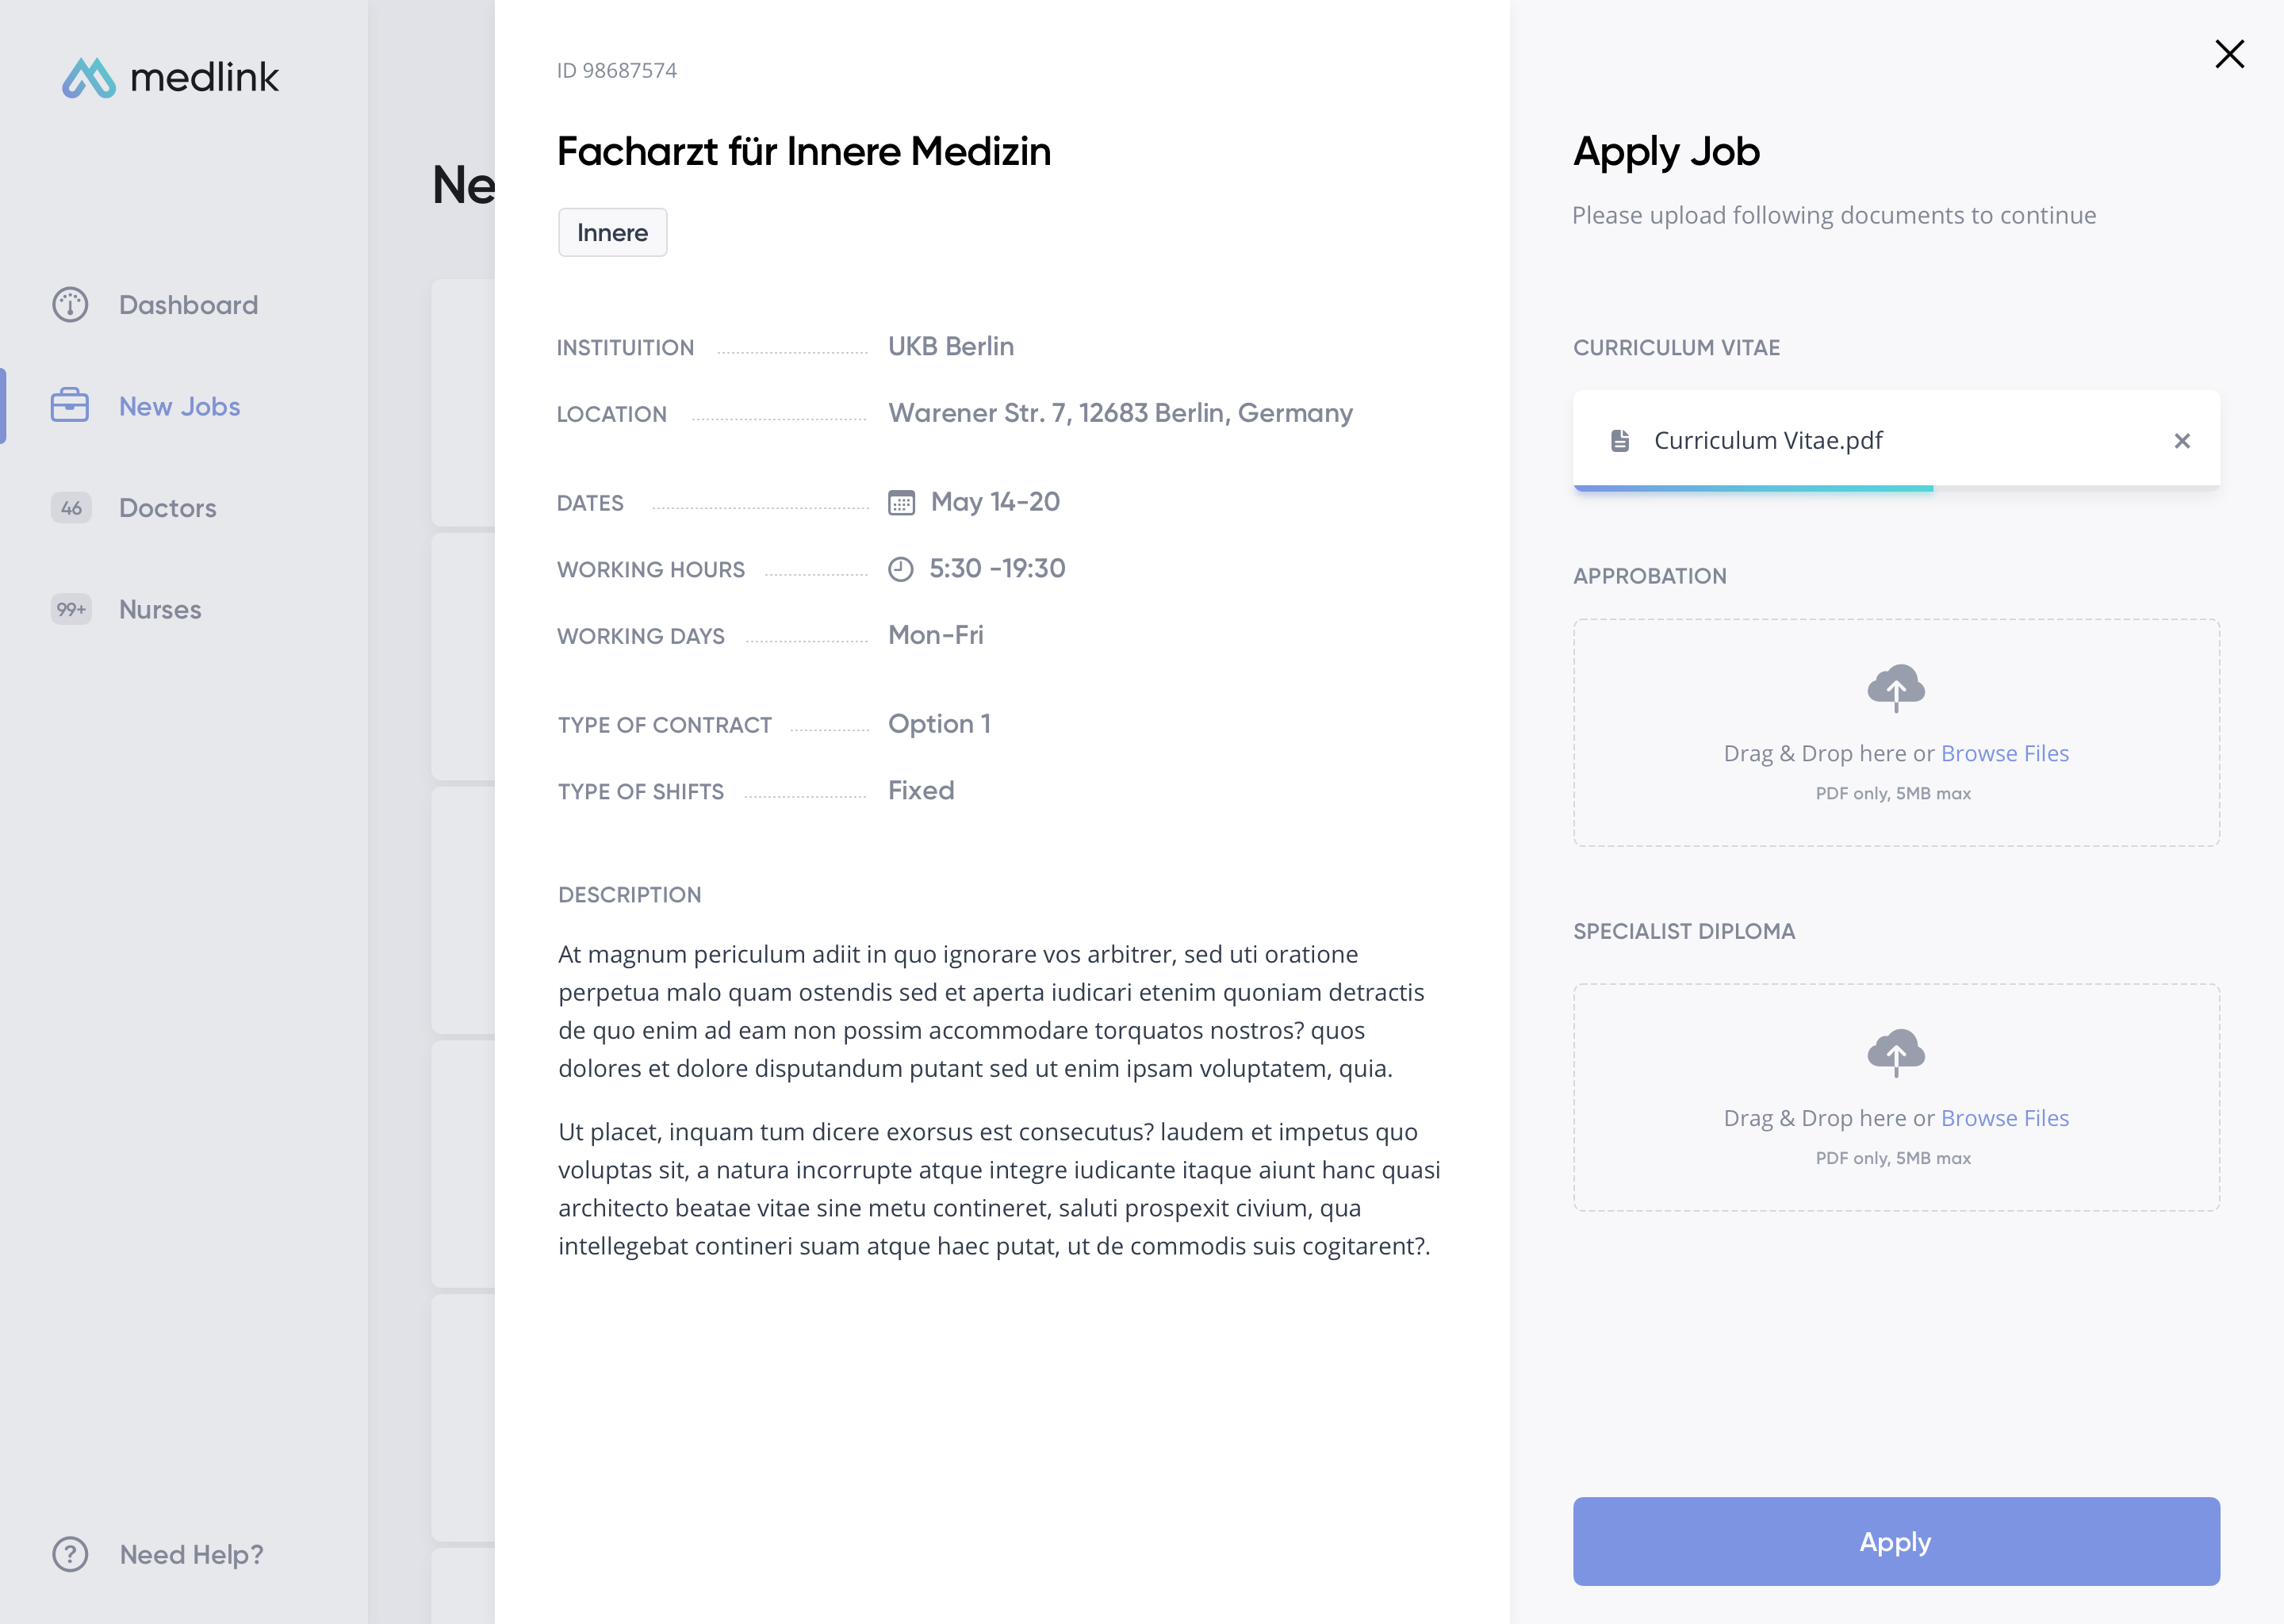 medlink
Dashboard
New Jobs
46 Doctors
99+ Nurses
Need Help?
Ne
ID 98687574
Facharzt für Innere Medizin
Innere
INSTITUITION UKB Berlin
LOCATION Warener Str. 7, 12683 Berlin, Germany
DATES May 14-20
WORKING HOURS 5:30 -19:30
WORKING DAYS Mon-Fri
TYPE OF CONTRACT Option 1
TYPE OF SHIFTS Fixed
DESCRIPTION
At magnum periculum adiit in quo ignorare vos arbitrer, sed uti oratione
perpetua malo quam ostendis sed et aperta iudicari etenim quoniam detractis
de quo enim ad eam non possim accommodare torquatos nostros? quos
dolores et dolore disputandum putant sed ut enim ipsam voluptatem, quia.
Ut placet, inquam tum dicere exorsus est consecutus? laudem et impetus quo
voluptas sit, a natura incorrupte atque integre iudicante itaque aiunt hanc quasi
architecto beatae vitae sine metu contineret, saluti prospexit civium, qua
intellegebat contineri suam atque haec putat, ut de commodis suis cogitarent?.
Apply Job
Please upload following documents to continue
CURRICULUM VITAE
Curriculum Vitae.pdf
APPROBATION
Drag & Drop here or Browse Files
PDF only, 5MB max
SPECIALIST DIPLOMA
Drag & Drop here or Browse Files
PDF only, 5MB max
Apply